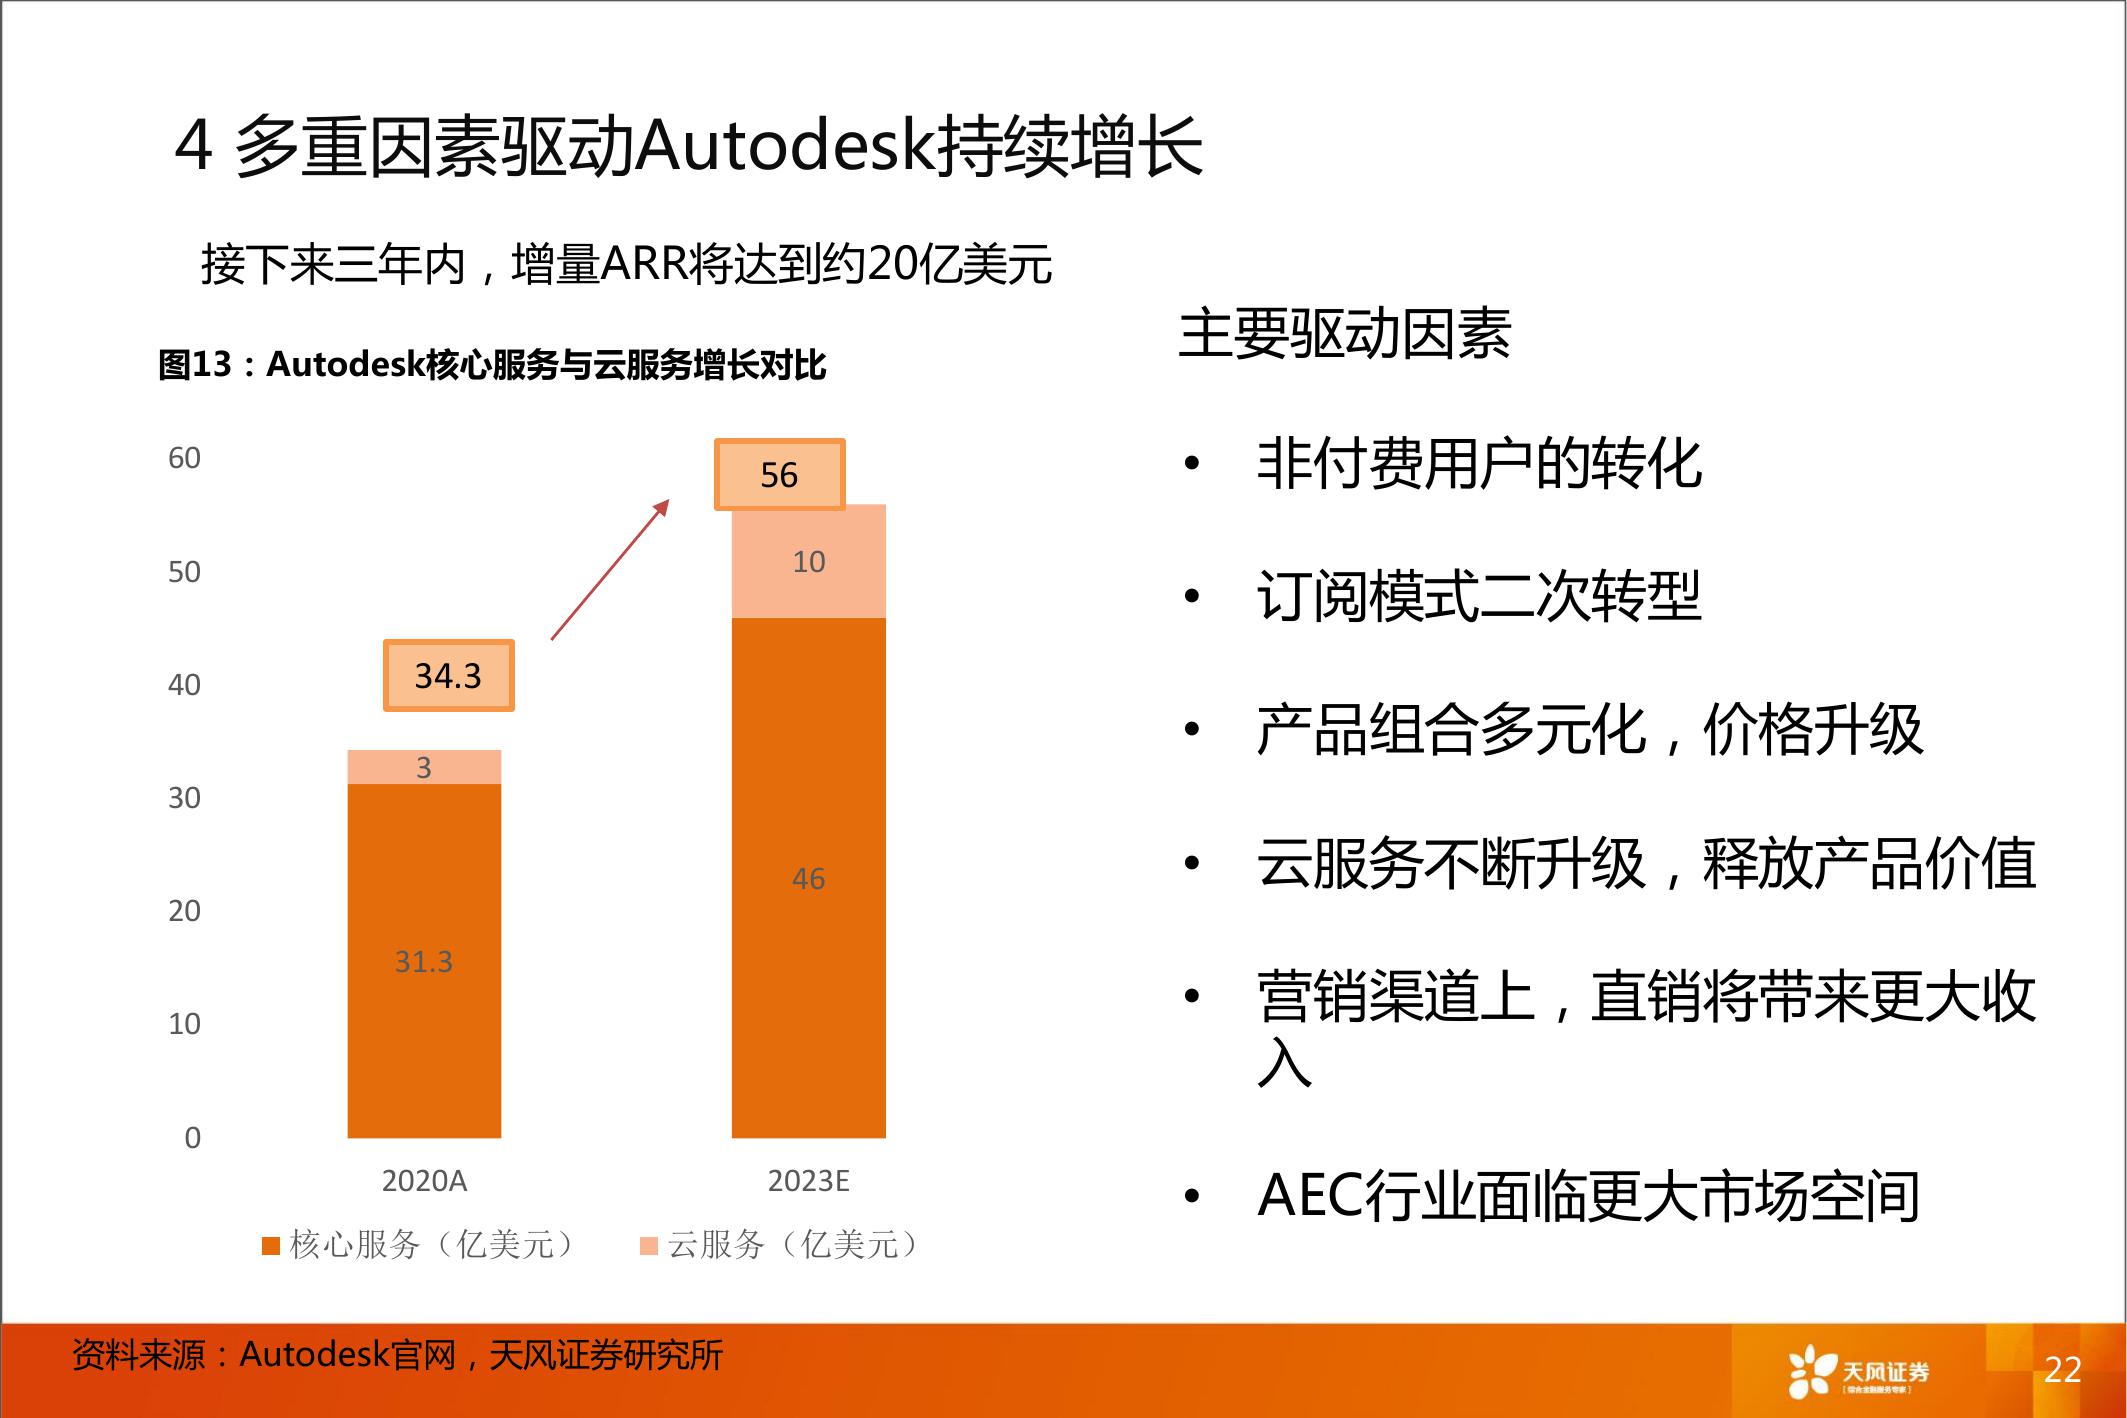 4 多重因素驱动Autodesk持续增长
接下来三年内，增量ARR将达到约20亿美元
图13：Autodesk核心服务与云服务增长对比
60
50
40
30
20
10
0
34.3
3
31.3
56
10
46
2020A
2023E
核心服务（亿美元）
云服务（亿美元）
主要驱动因素
• 非付费用户的转化
• 订阅模式二次转型
• 产品组合多元化，价格升级
• 云服务不断升级，释放产品价值
• 营销渠道上，直销将带来更大收
入
• AEC行业面临更大市场空间
资料来源：Autodesk官网，天风证券研究所
天风证券
[综合金融服务专家]
22